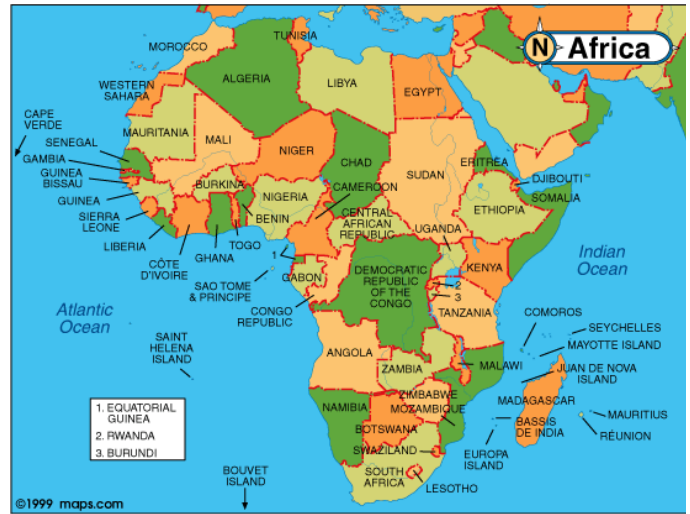 N Africa
TUNISIA
MOROCCO
ALGERIA
LIBYA
EGYPT
WESTERN
SAHARA
CAPE
VERDE
MAURITANIA
MALI
NIGER
CHAD
SUDAN
ERITREA
SENEGAL
GAMBIA
GUINEA
BISSAU
GUINEA
SIERRA
LEONE
LIBERIA
BURKINA
CÔTE
D'IVOIRE
GHANA
TOGO
BENIN
NIGERIA
CAMEROON
CENTRAL
AFRICAN
REPUBLIC
DJIBOUTI
SOMALIA
ETHIOPIA
UGANDA
KENYA
Indian
Ocean
1
SAO TOME
& PRINCIPE
GABON
CONGO
REPUBLIC
DEMOCRATIC
REPUBLIC
OF THE
CONGO
2
3
TANZANIA
Atlantic
Ocean
SAINT
HELENA
ISLAND
ANGOLA
ZAMBIA
MALAWI
COMOROS
SEYCHELLES
MAYOTTE ISLAND
JUAN DE NOVA
ISLAND
MADAGASCAR
BASSIS
DE INDIA
MAURITIUS
RÉUNION
EUROPA
ISLAND
ZIMBABWE
MOZAMBIQUE
NAMIBIA
BOTSWANA
SWAZILAND
SOUTH
AFRICA
LESOTHO
1. EQUATORIAL
GUINEA
2. RWANDA
3. BURUNDI
BOUVET
ISLAND
©1999 maps.com